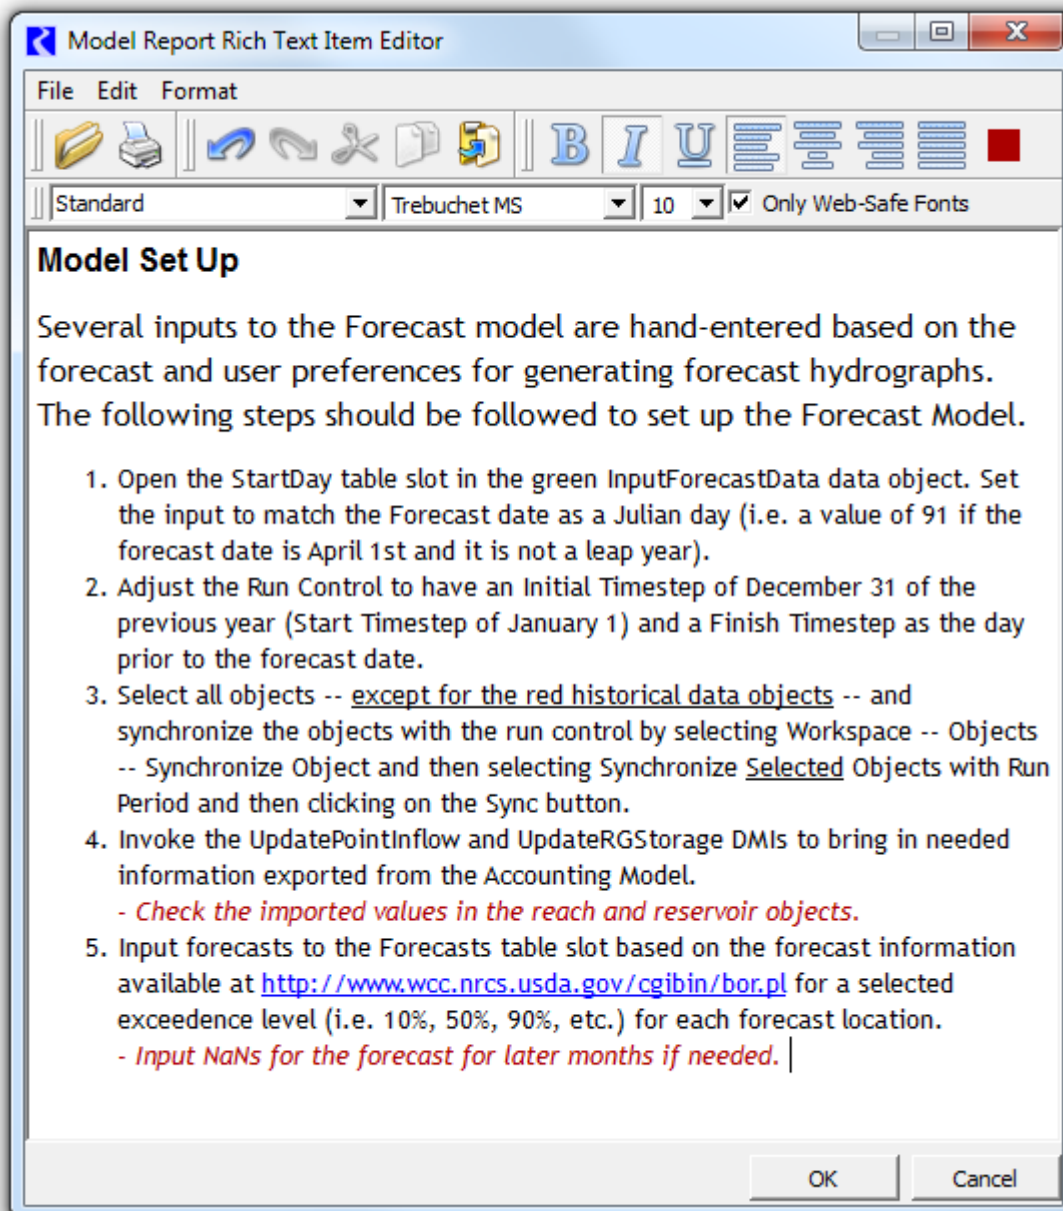 Model Report Rich Text Item Editor
File Edit Format
B I U
Standard Trebuchet MS 10 Only Web-Safe Fonts
Model Set Up
Several inputs to the Forecast model are hand-entered based on the
forecast and user preferences for generating forecast hydrographs.
The following steps should be followed to set up the Forecast Model.
1. Open the StartDay table slot in the green InputForecastData data object. Set
the input to match the Forecast date as a Julian day (i.e. a value of 91 if the
forecast date is April 1st and it is not a leap year).
2. Adjust the Run Control to have an Initial Timestep of December 31 of the
previous year (Start Timestep of January 1) and a Finish Timestep as the day
prior to the forecast date.
3. Select all objects -- except for the red historical data objects -- and
synchronize the objects with the run control by selecting Workspace -- Objects
-- Synchronize Object and then selecting Synchronize Selected Objects with Run
Period and then clicking on the Sync button.
4. Invoke the UpdatePointInflow and UpdateRGStorage DMIs to bring in needed
information exported from the Accounting Model.
- Check the imported values in the reach and reservoir objects.
5. Input forecasts to the Forecasts table slot based on the forecast information
available at http://www.wcc.nrcs.usda.gov/cgibin/bor.pl for a selected
exceedence level (i.e. 10%, 50%, 90%, etc.) for each forecast location.
- Input NaNs for the forecast for later months if needed.
OK Cancel